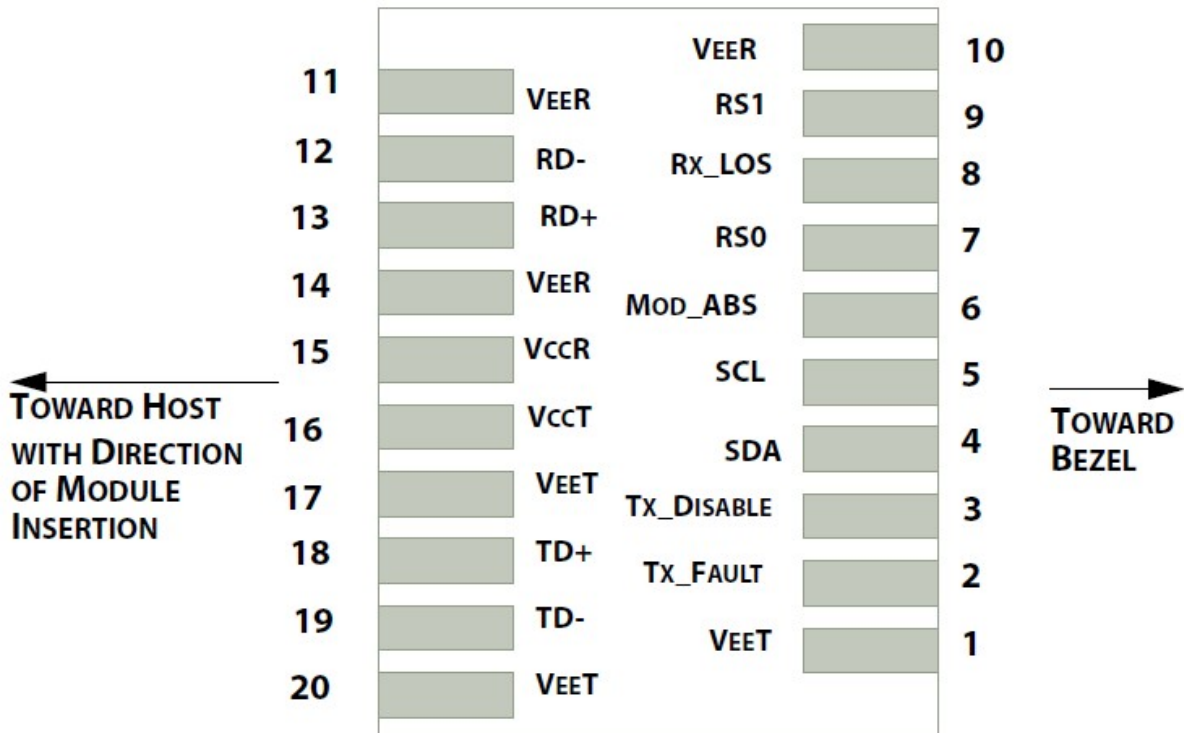 VEER 10
11 VEER
RS1 9
12 RD-
RX_LOS 8
13 RD+
RS0 7
14 VEER
MOD_ABS 6
15 VCCR
SCL 5
TOWARD HOST
WITH DIRECTION
OF MODULE
INSERTION
TOWARD
BEZEL
16 VCCT
SDA 4
17 VEET
TX_DISABLE 3
18 TD+
TX_FAULT 2
19 TD-
VEET 1
20 VEET